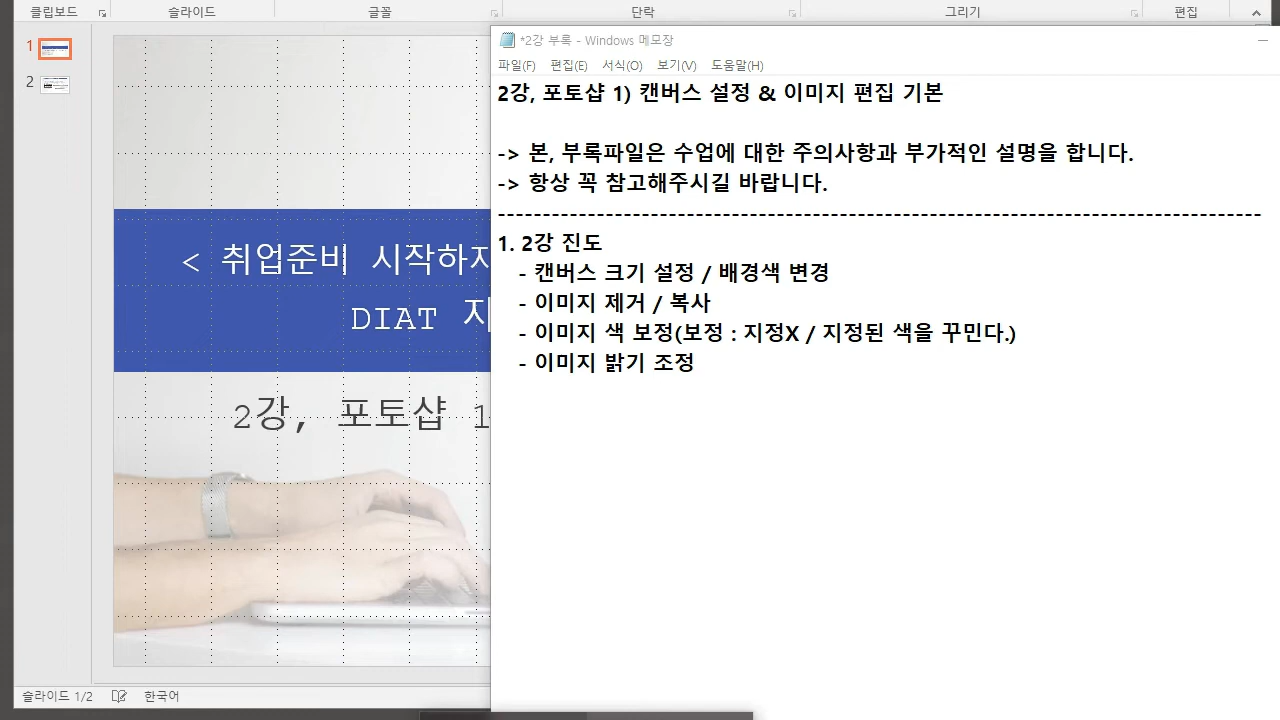 클립보드
슬라이드
글꼴
단락
그리기
편집
1
2
*2강 부록 - Windows 메모장
파일(F) 편집(E) 서식(O) 보기(V) 도움말(H)
2강, 포토샵 1) 캔버스 설정 & 이미지 편집 기본
-> 본, 부록파일은 수업에 대한 주의사항과 부가적인 설명을 합니다.
-> 항상 꼭 참고해주시길 바랍니다.
-------------------------------------------------------------------------------------
1. 2강 진도
- 캔버스 크기 설정 / 배경색 변경
- 이미지 제거 / 복사
- 이미지 색 보정(보정 : 지정X / 지정된 색을 꾸민다.)
- 이미지 밝기 조정
< 취업준비 시작하
DIAT
2강, 포토샵 1
슬라이드 1/2
한국어